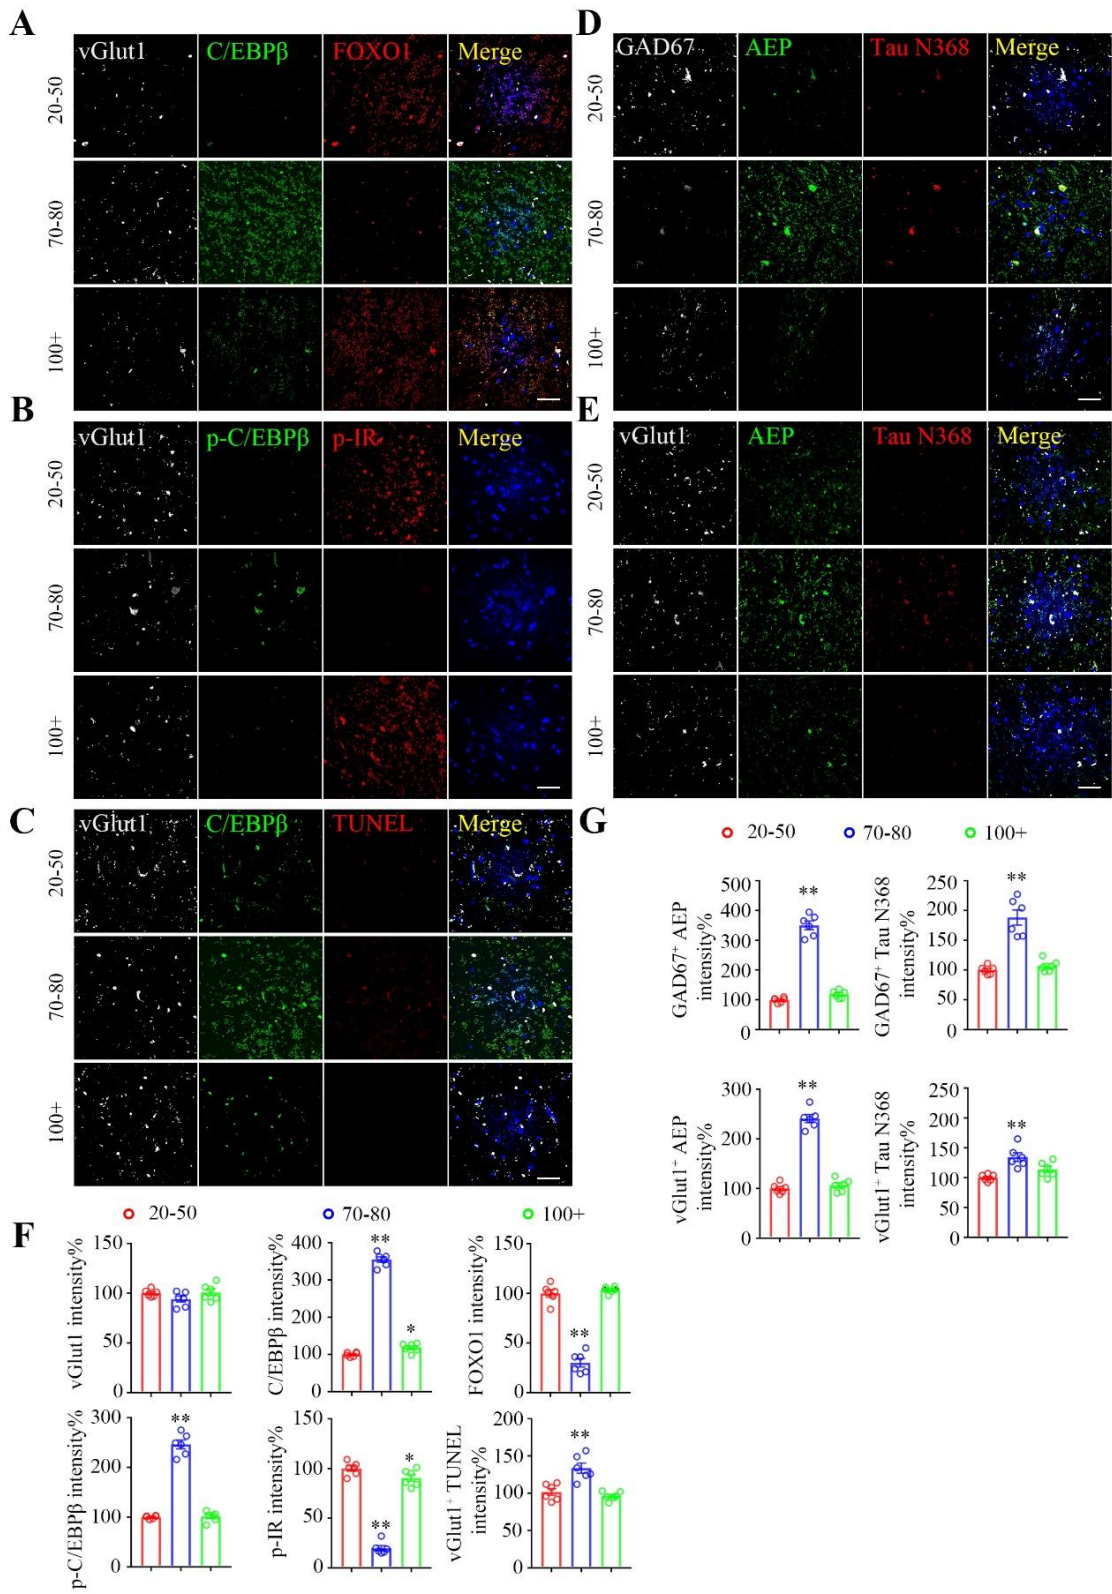 A
vGlut1 C/EBPβ FOXO1 Merge
20-50
70-80
100+
B
vGlut1 p-C/EBPβ p-IR Merge
20-50
70-80
100+
C
vGlut1 C/EBPβ TUNEL Merge
20-50
70-80
100+
D
GAD67 AEP Tau N368 Merge
20-50
70-80
100+
E
vGlut1 AEP Tau N368 Merge
20-50
70-80
100+
F
20-50 70-80 100+
vGlut1 intensity%
150
100
50
0
C/EBPβ intensity%
400
300
200
100
0
**
*
FOXO1 intensity%
150
100
50
0
**
p-C/EBPβ intensity%
300
200
100
0
**
p-IR intensity%
150
100
50
0
**
*
vGlut1⁺ TUNEL
intensity%
200
150
100
50
0
**
G
20-50 70-80 100+
GAD67⁺ AEP
intensity%
500
400
300
200
100
0
**
GAD67⁺ Tau N368
intensity%
250
200
150
100
50
0
**
vGlut1⁺ AEP
intensity%
300
200
100
0
**
vGlut1⁺ Tau N368
intensity%
250
200
150
100
50
0
**